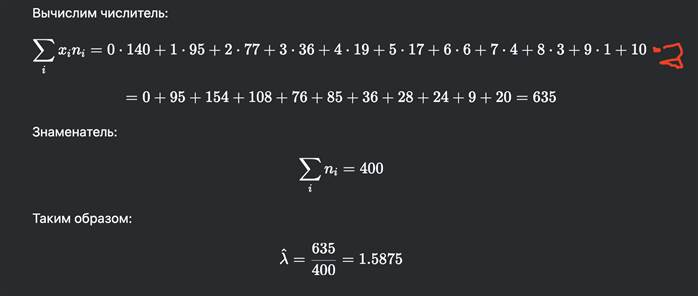 Вычислим числитель:
∑ᵢ xᵢnᵢ = 0 · 140 + 1 · 95 + 2 · 77 + 3 · 36 + 4 · 19 + 5 · 17 + 6 · 6 + 7 · 4 + 8 · 3 + 9 · 1 + 10 · 2
= 0 + 95 + 154 + 108 + 76 + 85 + 36 + 28 + 24 + 9 + 20 = 635
Знаменатель:
∑ᵢ nᵢ = 400
Таким образом:
λ̂ = 635/400 = 1.5875